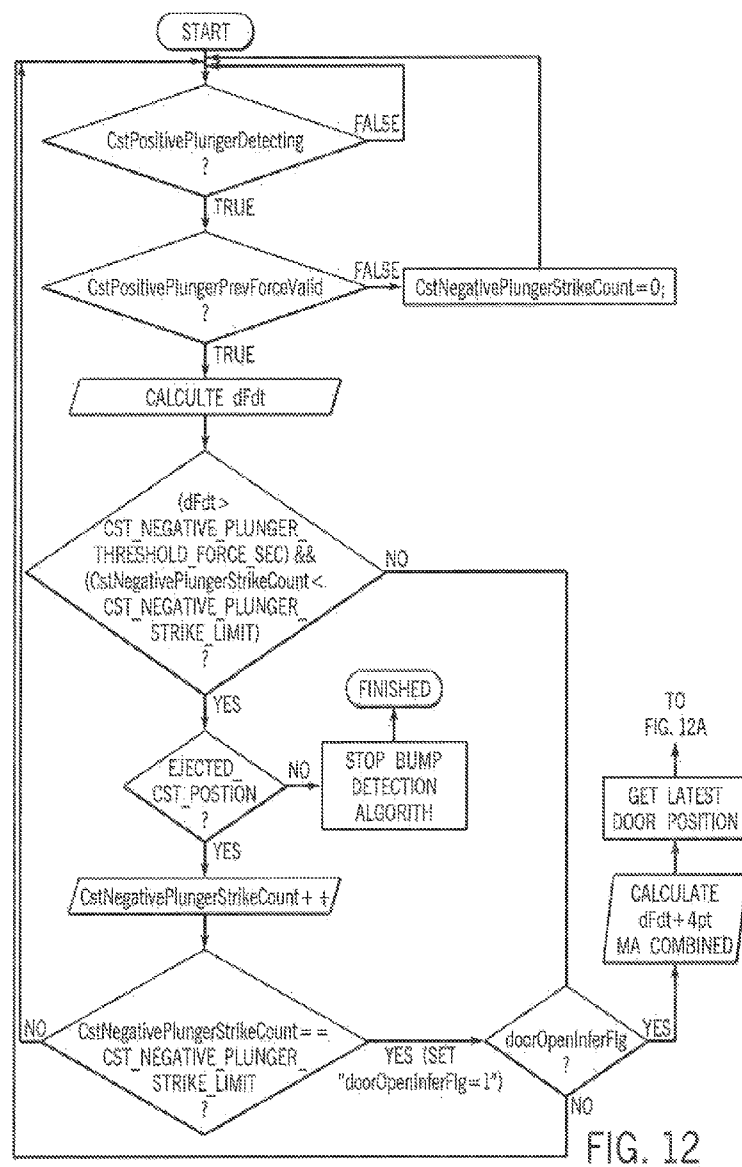 START
CstPositivePlungerDetecting
?
FALSE
TRUE
CstPositivePlungerPrevForceValid
?
FALSE
CstNegativePlungerStrikeCount=0;
TRUE
CALCULTE dFdt
(dFdt>
CST_NEGATIVE_PLUNGER_
THRESHOLD_FORCE_SEC) &&
(CstNegativePlungerStrikeCount<
CST_NEGATIVE_PLUNGER_
STRIKE_LIMIT)
?
NO
YES
EJECTED_
CST_POSTION
?
NO
STOP BUMP
DETECTION
ALGORITH
FINISHED
YES
CstNegativePlungerStrikeCount++
CstNegativePlungerStrikeCount==
CST_NEGATIVE_PLUNGER_
STRIKE_LIMIT
?
NO
YES (SET
"doorOpenInferFlg=1")
doorOpenInferFlg
?
YES
NO
CALCULATE
dFdt+4pt
MA COMBINED
GET LATEST
DOOR POSITION
TO
FIG. 12A
FIG. 12